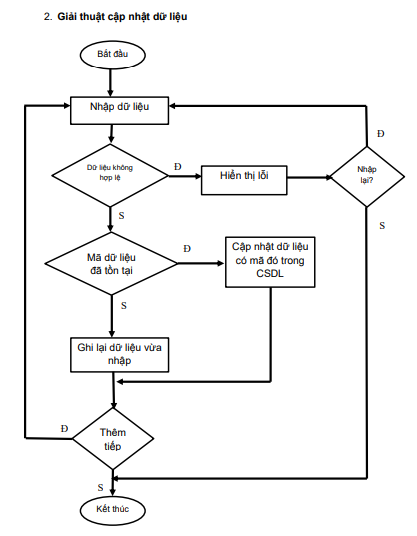 2. Giải thuật cập nhật dữ liệu
Bắt đầu
Nhập dữ liệu
Đ
Dữ liệu không
hợp lệ
Đ
Hiển thị lỗi
Nhập
lại?
S
S
Mã dữ liệu
đã tồn tại
Đ
Cập nhật dữ liệu
có mã đó trong
CSDL
S
Ghi lại dữ liệu vừa
nhập
Đ
Thêm
tiếp
S
Kết thúc